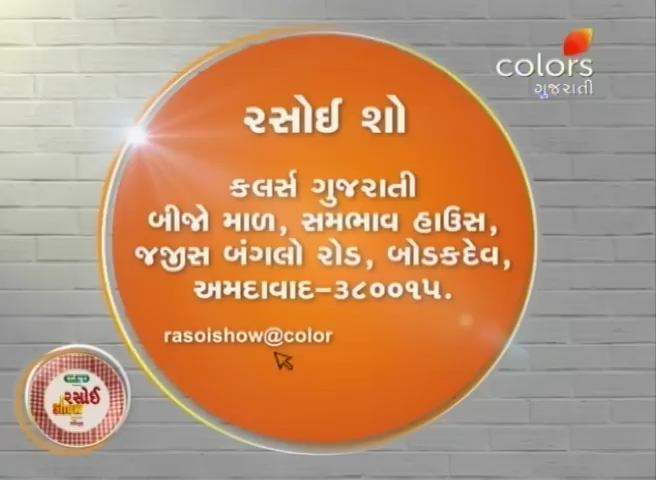 colors
ગુજરાતી
રસોઈ શો
કલર્સ ગુજરાતી
બીજો માળ, સમભાવ હાઉસ,
જજીસ બંગલો રોડ, બોડકદેવ,
અમદાવાદ-૩૮૦૦૧૫.
rasoishow@color
રસોઈ